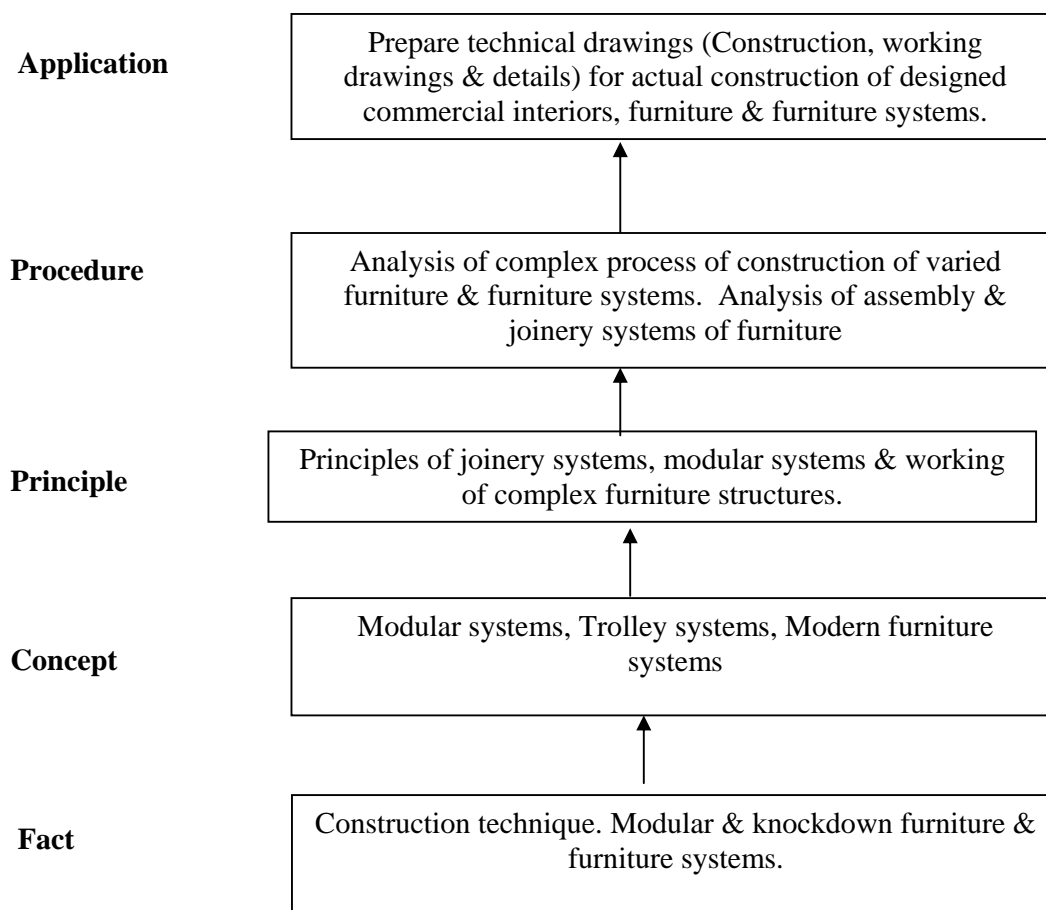 Application
Prepare technical drawings (Construction, working
drawings & details) for actual construction of designed
commercial interiors, furniture & furniture systems.
Procedure
Analysis of complex process of construction of varied
furniture & furniture systems.  Analysis of assembly &
joinery systems of furniture
Principle
Principles of joinery systems, modular systems & working
of complex furniture structures.
Concept
Modular systems, Trolley systems, Modern furniture
systems
Fact
Construction technique. Modular & knockdown furniture &
furniture systems.